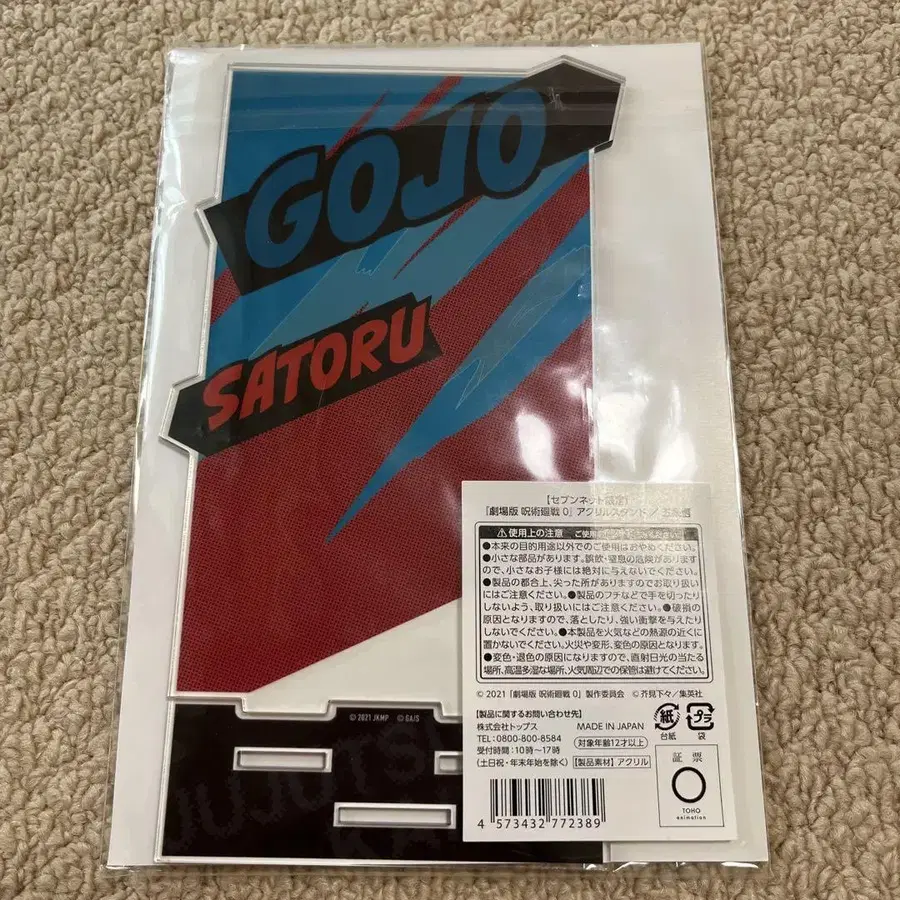 GOJO
SATORU
【セブンネット限定】
『劇場版 呪術廻戦 0』アクリルスタンド／五条悟
⚠使用上の注意 ご使用前に必ずお読みください。
●本来の目的用途以外でのご使用はおやめください。
●小さな部品があります。誤飲・窒息の危険があります
ので、小さなお子様には絶対に与えないでください。
●製品の都合上、尖った所がありますのでお取り扱い
にはご注意ください。●製品のフチなどで手を切ったり
しないよう、取り扱いにはご注意ください。●破損の
原因となりますので、落としたり、強い衝撃を与えたり
しないでください。●本製品を火気などの熱源の近くに
置かないでください。火災や変形、変色の原因となります。
●変色・退色の原因になりますので、直射日光の当たる
場所、高温多湿な場所、火気周辺での保管は避けてください。
© 2021「劇場版 呪術廻戦 0」製作委員会 ©芥見下々／集英社
【製品に関するお問い合わせ先】
株式会社トップス MADE IN JAPAN
TEL: 0800-800-8584 対象年齢12才以上
受付時間：10時〜17時
(土日祝・年末年始を除く) 【製品素材】アクリル
紙 プラ
台紙 袋
証票
TOHO
animation
4 573432 772389
© 2021 JKMP © GA/S
JUJUTS